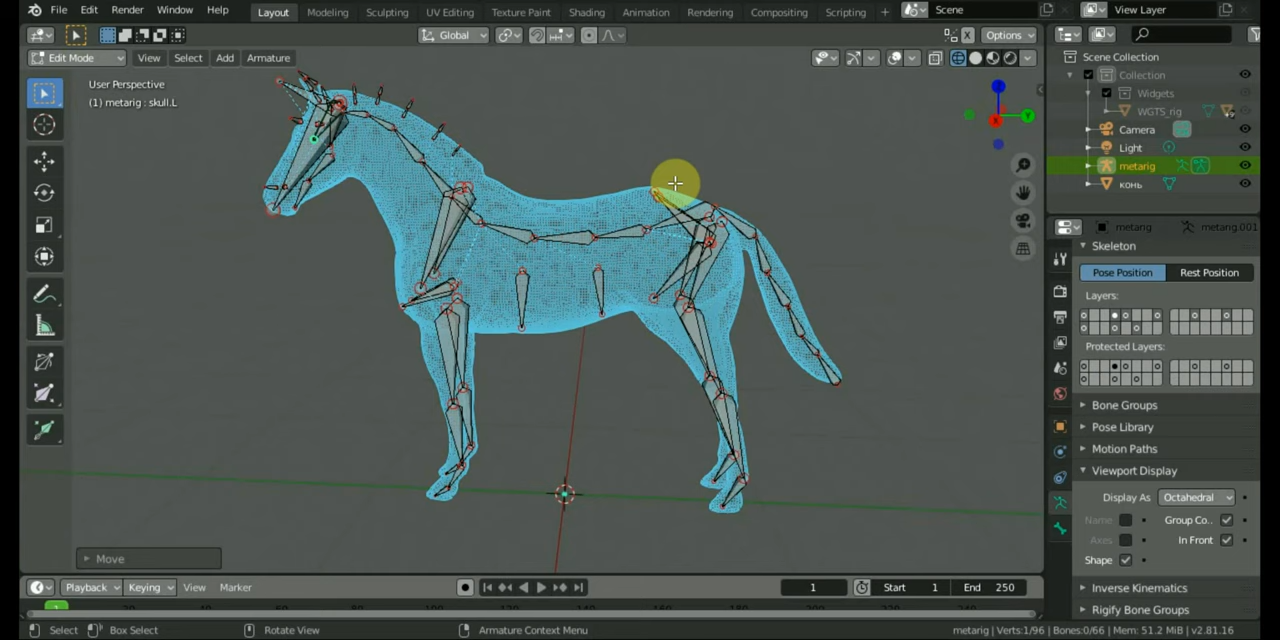 File Edit Render Window Help Layout Modeling Sculpting UV Editing Texture Paint Shading Animation Rendering Compositing Scripting + Scene View Layer
Global Options
Edit Mode View Select Add Armature
User Perspective
(1) metarig : skull.L
Scene Collection
Collection
Widgets
WGTS_rig
Camera
Light
metarig
конь
metarig metarig.001
Skeleton
Pose Position Rest Position
Layers:
Protected Layers:
Bone Groups
Pose Library
Motion Paths
Viewport Display
Display As Octahedral
Name Group Co..
Axes In Front
Shape
Inverse Kinematics
Rigify Bone Groups
Move
Playback Keying View Marker 1 Start 1 End 250
Select Box Select Rotate View Armature Context Menu metarig | Verts:1/96 | Bones:0/66 | Mem: 51.2 MiB | v2.81.16